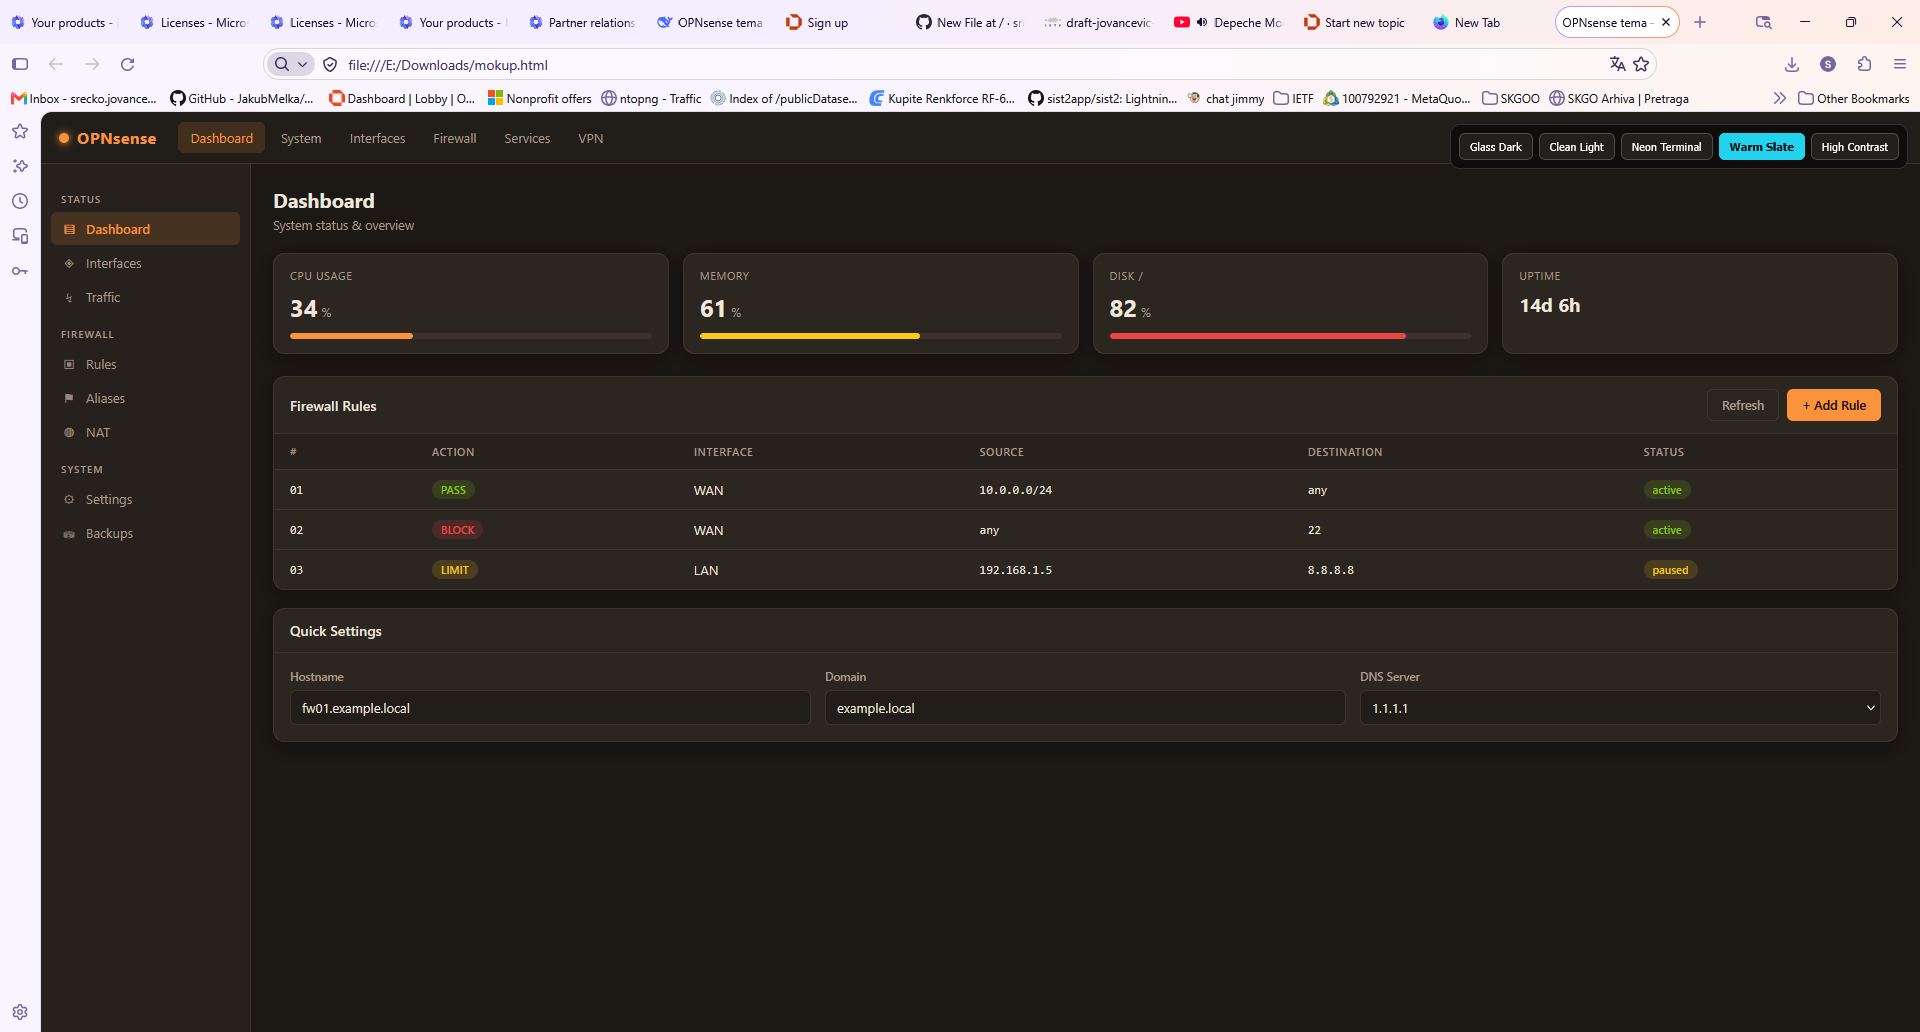 Your products -
Licenses - Micro
Licenses - Micro
Your products -
Partner relations
OPNsense tema
Sign up
New File at / · sr
draft-jovancevic
Depeche Mo
Start new topic
New Tab
OPNsense tema -
file:///E:/Downloads/mokup.html
S
Inbox - srecko.jovance...
GitHub - JakubMelka/...
Dashboard | Lobby | O...
Nonprofit offers
ntopng - Traffic
Index of /publicDatase...
Kupite Renkforce RF-6...
sist2app/sist2: Lightnin...
chat jimmy
IETF
100792921 - MetaQuo...
SKGOO
SKGO Arhiva | Pretraga
Other Bookmarks
OPNsense
Dashboard
System
Interfaces
Firewall
Services
VPN
Glass Dark
Clean Light
Neon Terminal
Warm Slate
High Contrast
STATUS
Dashboard
Interfaces
Traffic
FIREWALL
Rules
Aliases
NAT
SYSTEM
Settings
Backups
Dashboard
System status & overview
CPU USAGE
34 %
MEMORY
61 %
DISK /
82 %
UPTIME
14d 6h
Firewall Rules
Refresh
+ Add Rule
# ACTION INTERFACE SOURCE DESTINATION STATUS
01 PASS WAN 10.0.0.0/24 any active
02 BLOCK WAN any 22 active
03 LIMIT LAN 192.168.1.5 8.8.8.8 paused
Quick Settings
Hostname
fw01.example.local
Domain
example.local
DNS Server
1.1.1.1